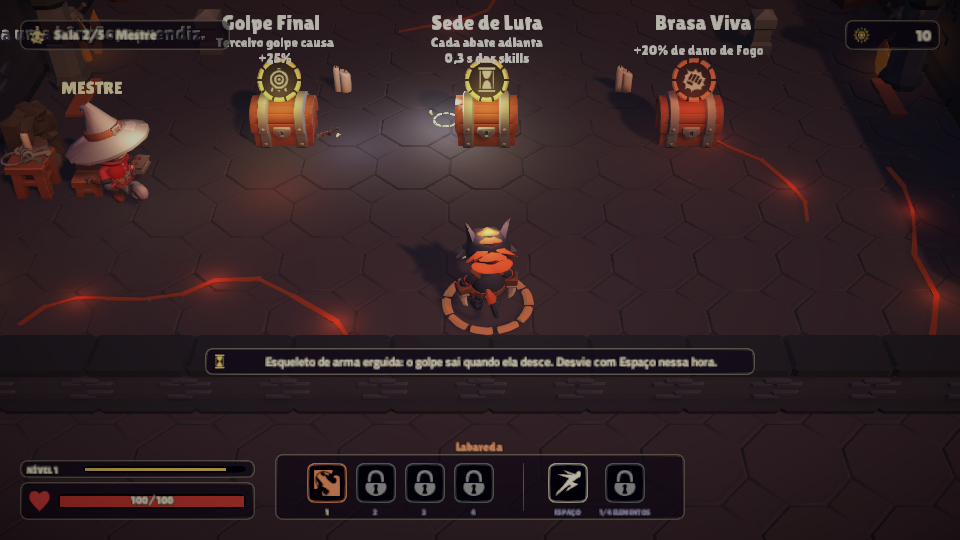 Golpe Final
Terceiro golpe causa
+25%
Sede de Luta
Cada abate adianta
0,3 s das skills
Brasa Viva
+20% de dano de Fogo
Sala 2/5 · Mestre
10
MESTRE
Esqueleto de arma erguida: o golpe sai quando ela desce. Desvie com Espaço nessa hora.
Labareda
NÍVEL 1
100/100
1
2
3
4
ESPAÇO
1/4 ELEMENTOS